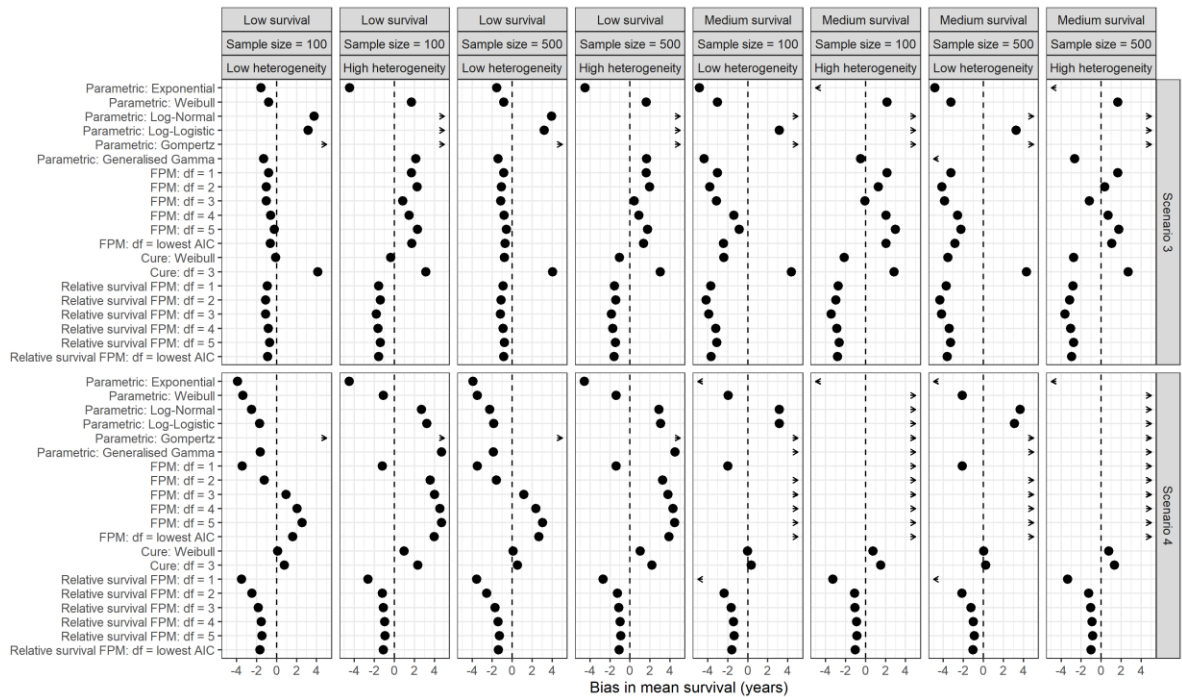 Low survival Low survival Low survival Low survival Medium survival Medium survival Medium survival Medium survival
Sample size = 100 Sample size = 100 Sample size = 500 Sample size = 500 Sample size = 100 Sample size = 100 Sample size = 500 Sample size = 500
Low heterogeneity High heterogeneity Low heterogeneity High heterogeneity Low heterogeneity High heterogeneity Low heterogeneity High heterogeneity
Parametric: Exponential
Parametric: Weibull
Parametric: Log-Normal
Parametric: Log-Logistic
Parametric: Gompertz
Parametric: Generalised Gamma
FPM: df = 1
FPM: df = 2
FPM: df = 3
FPM: df = 4
FPM: df = 5
FPM: df = lowest AIC
Cure: Weibull
Cure: df = 3
Relative survival FPM: df = 1
Relative survival FPM: df = 2
Relative survival FPM: df = 3
Relative survival FPM: df = 4
Relative survival FPM: df = 5
Relative survival FPM: df = lowest AIC
Scenario 3
Parametric: Exponential
Parametric: Weibull
Parametric: Log-Normal
Parametric: Log-Logistic
Parametric: Gompertz
Parametric: Generalised Gamma
FPM: df = 1
FPM: df = 2
FPM: df = 3
FPM: df = 4
FPM: df = 5
FPM: df = lowest AIC
Cure: Weibull
Cure: df = 3
Relative survival FPM: df = 1
Relative survival FPM: df = 2
Relative survival FPM: df = 3
Relative survival FPM: df = 4
Relative survival FPM: df = 5
Relative survival FPM: df = lowest AIC
Scenario 4
-4 -2 0 2 4 -4 -2 0 2 4 -4 -2 0 2 4 -4 -2 0 2 4 -4 -2 0 2 4 -4 -2 0 2 4 -4 -2 0 2 4 -4 -2 0 2 4
Bias in mean survival (years)